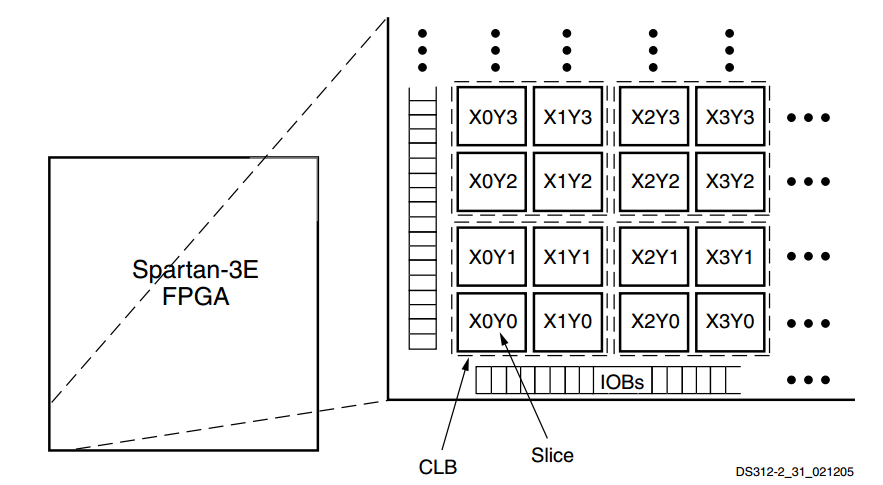 X0Y3 X1Y3 X2Y3 X3Y3
X0Y2 X1Y2 X2Y2 X3Y2
X0Y1 X1Y1 X2Y1 X3Y1
Spartan-3E
FPGA
X0Y0 X1Y0 X2Y0 X3Y0
IOBs
CLB
Slice
DS312-2_31_021205